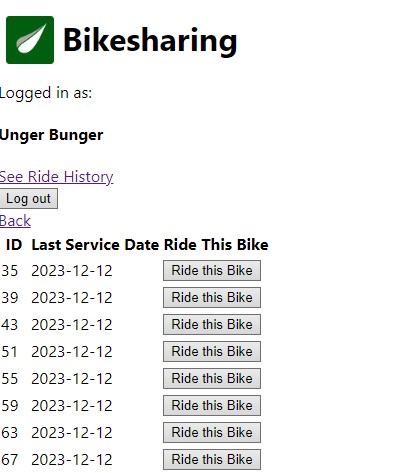 Bikesharing
Logged in as:
Unger Bunger
See Ride History
Log out
Back
ID Last Service Date Ride This Bike
35 2023-12-12 Ride this Bike
39 2023-12-12 Ride this Bike
43 2023-12-12 Ride this Bike
51 2023-12-12 Ride this Bike
55 2023-12-12 Ride this Bike
59 2023-12-12 Ride this Bike
63 2023-12-12 Ride this Bike
67 2023-12-12 Ride this Bike